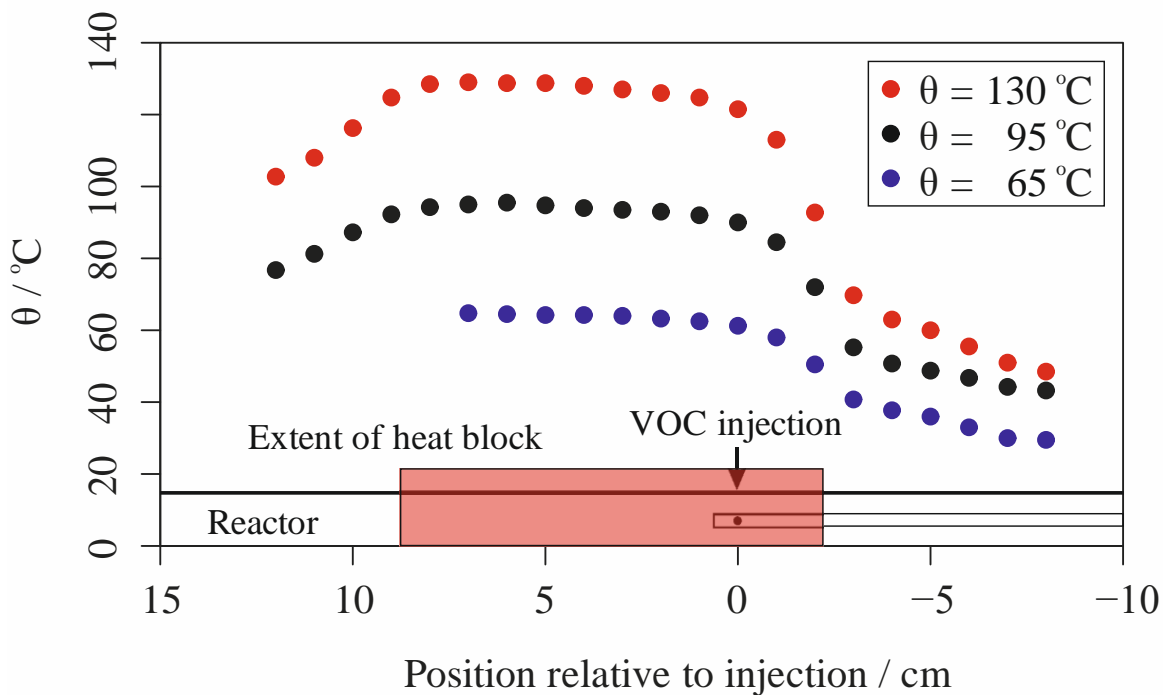 θ / °C
140
100
80
60
40
20
0
θ = 130 °C
θ = 95 °C
θ = 65 °C
Extent of heat block
VOC injection
Reactor
15
10
5
0
−5
−10
Position relative to injection / cm